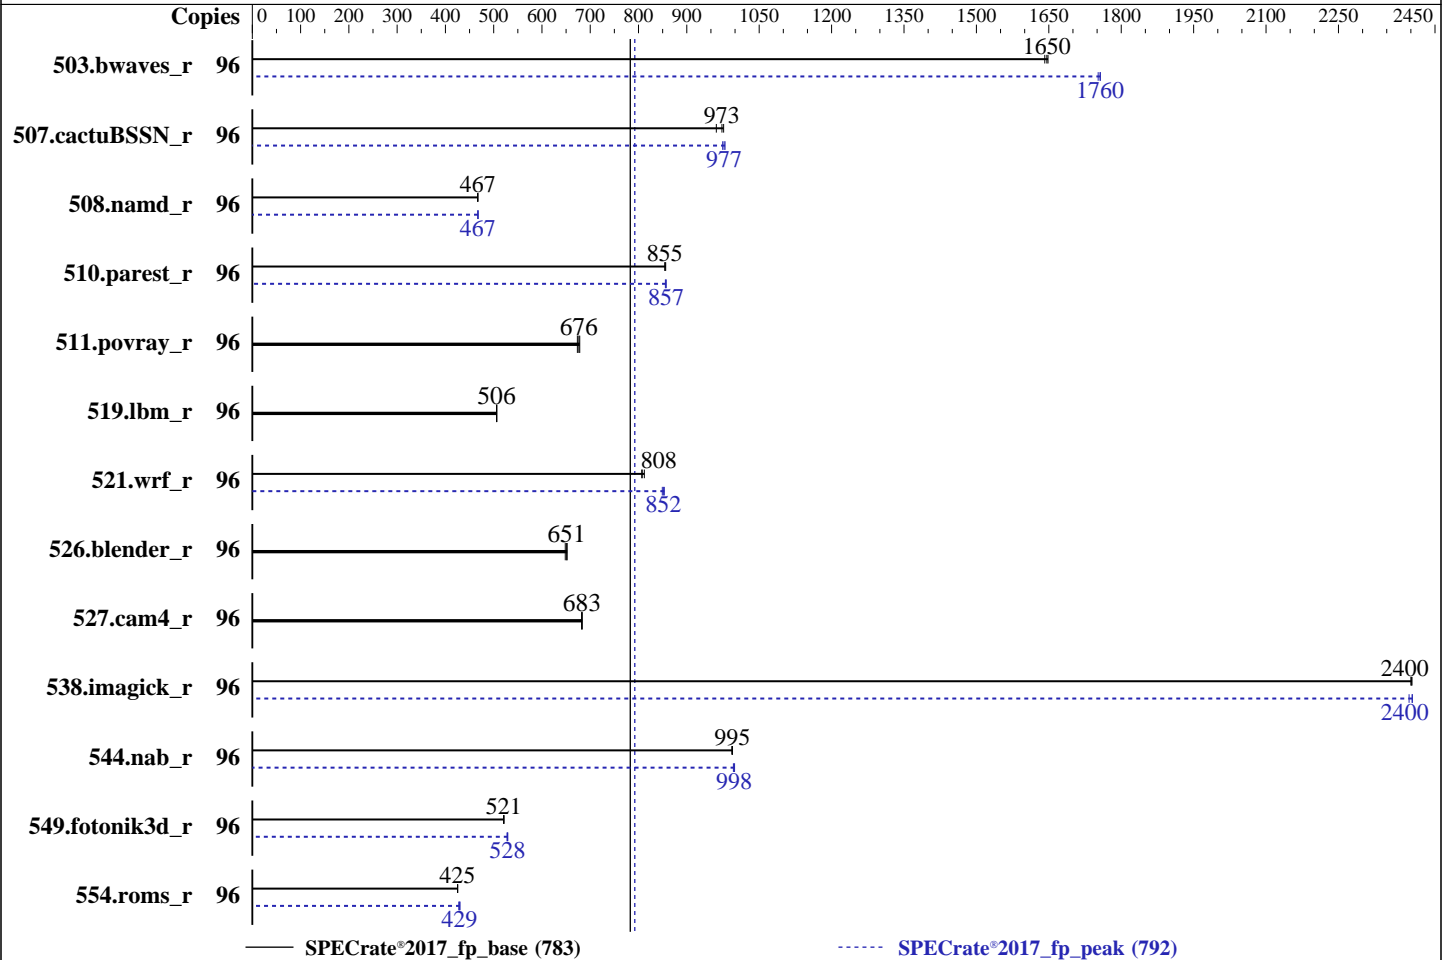 Copies 0 100 200 300 400 500 600 700 800 900 1050 1200 1350 1500 1650 1800 1950 2100 2250 2450
1650
503.bwaves_r 96
1760
973
507.cactuBSSN_r 96
977
467
508.namd_r 96
467
855
510.parest_r 96
857
676
511.povray_r 96
506
519.lbm_r 96
808
521.wrf_r 96
852
651
526.blender_r 96
683
527.cam4_r 96
2400
538.imagick_r 96
2400
995
544.nab_r 96
998
521
549.fotonik3d_r 96
528
425
554.roms_r 96
429
SPECrate®2017_fp_base (783) SPECrate®2017_fp_peak (792)